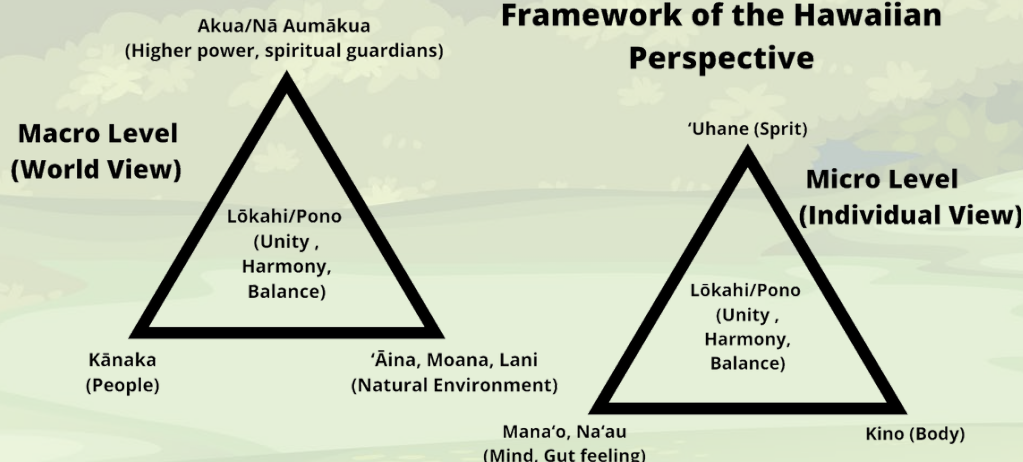 Framework of the Hawaiian
Perspective
Akua/Nā Aumākua
(Higher power, spiritual guardians)
Macro Level
(World View)
Lōkahi/Pono
(Unity ,
Harmony,
Balance)
Kānaka
(People)
ʻĀina, Moana, Lani
(Natural Environment)
ʻUhane (Sprit)
Micro Level
(Individual View)
Lōkahi/Pono
(Unity ,
Harmony,
Balance)
Manaʻo, Naʻau
(Mind, Gut feeling)
Kino (Body)